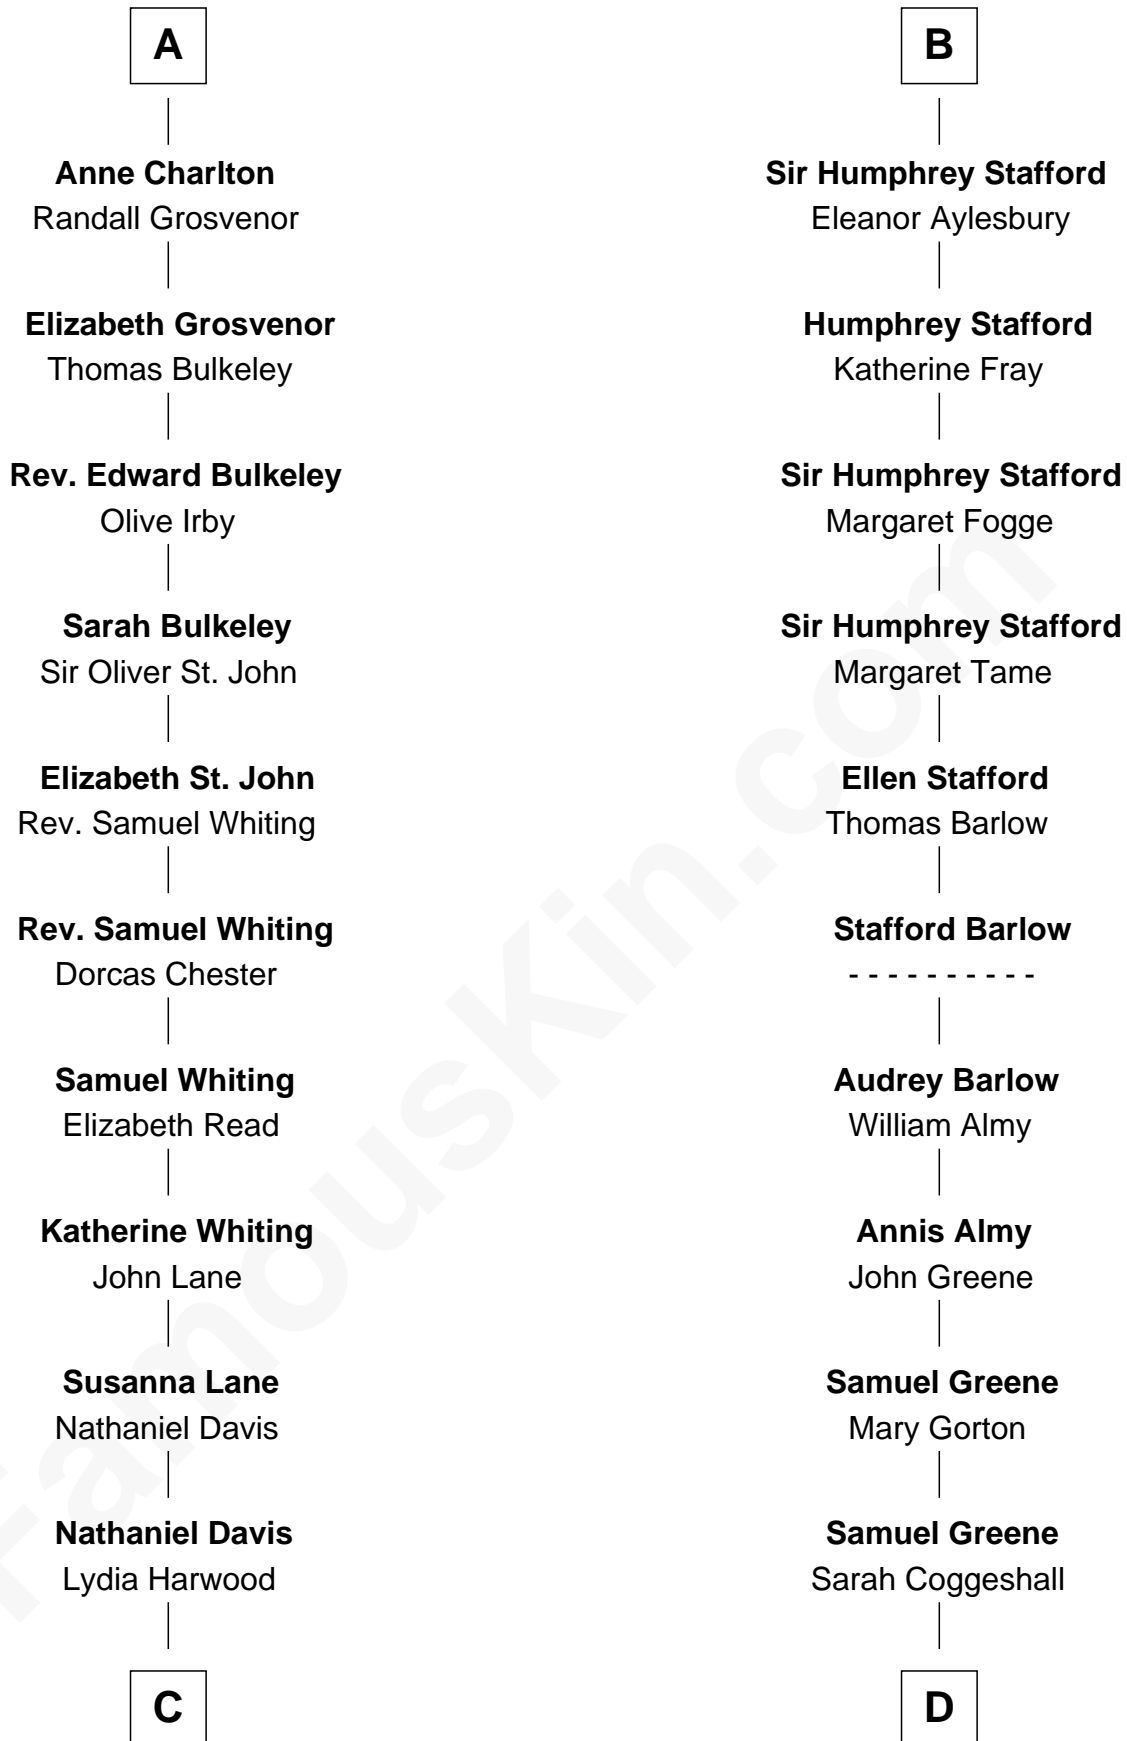 A
Anne Charlton
Randall Grosvenor
Elizabeth Grosvenor
Thomas Bulkeley
Rev. Edward Bulkeley
Olive Irby
Sarah Bulkeley
Sir Oliver St. John
Elizabeth St. John
Rev. Samuel Whiting
Rev. Samuel Whiting
Dorcas Chester
Samuel Whiting
Elizabeth Read
Katherine Whiting
John Lane
Susanna Lane
Nathaniel Davis
Nathaniel Davis
Lydia Harwood
C
B
Sir Humphrey Stafford
Eleanor Aylesbury
Humphrey Stafford
Katherine Fray
Sir Humphrey Stafford
Margaret Fogge
Sir Humphrey Stafford
Margaret Tame
Ellen Stafford
Thomas Barlow
Stafford Barlow
- - - - - - - - - -
Audrey Barlow
William Almy
Annis Almy
John Greene
Samuel Greene
Mary Gorton
Samuel Greene
Sarah Coggeshall
D
FamousKin.com